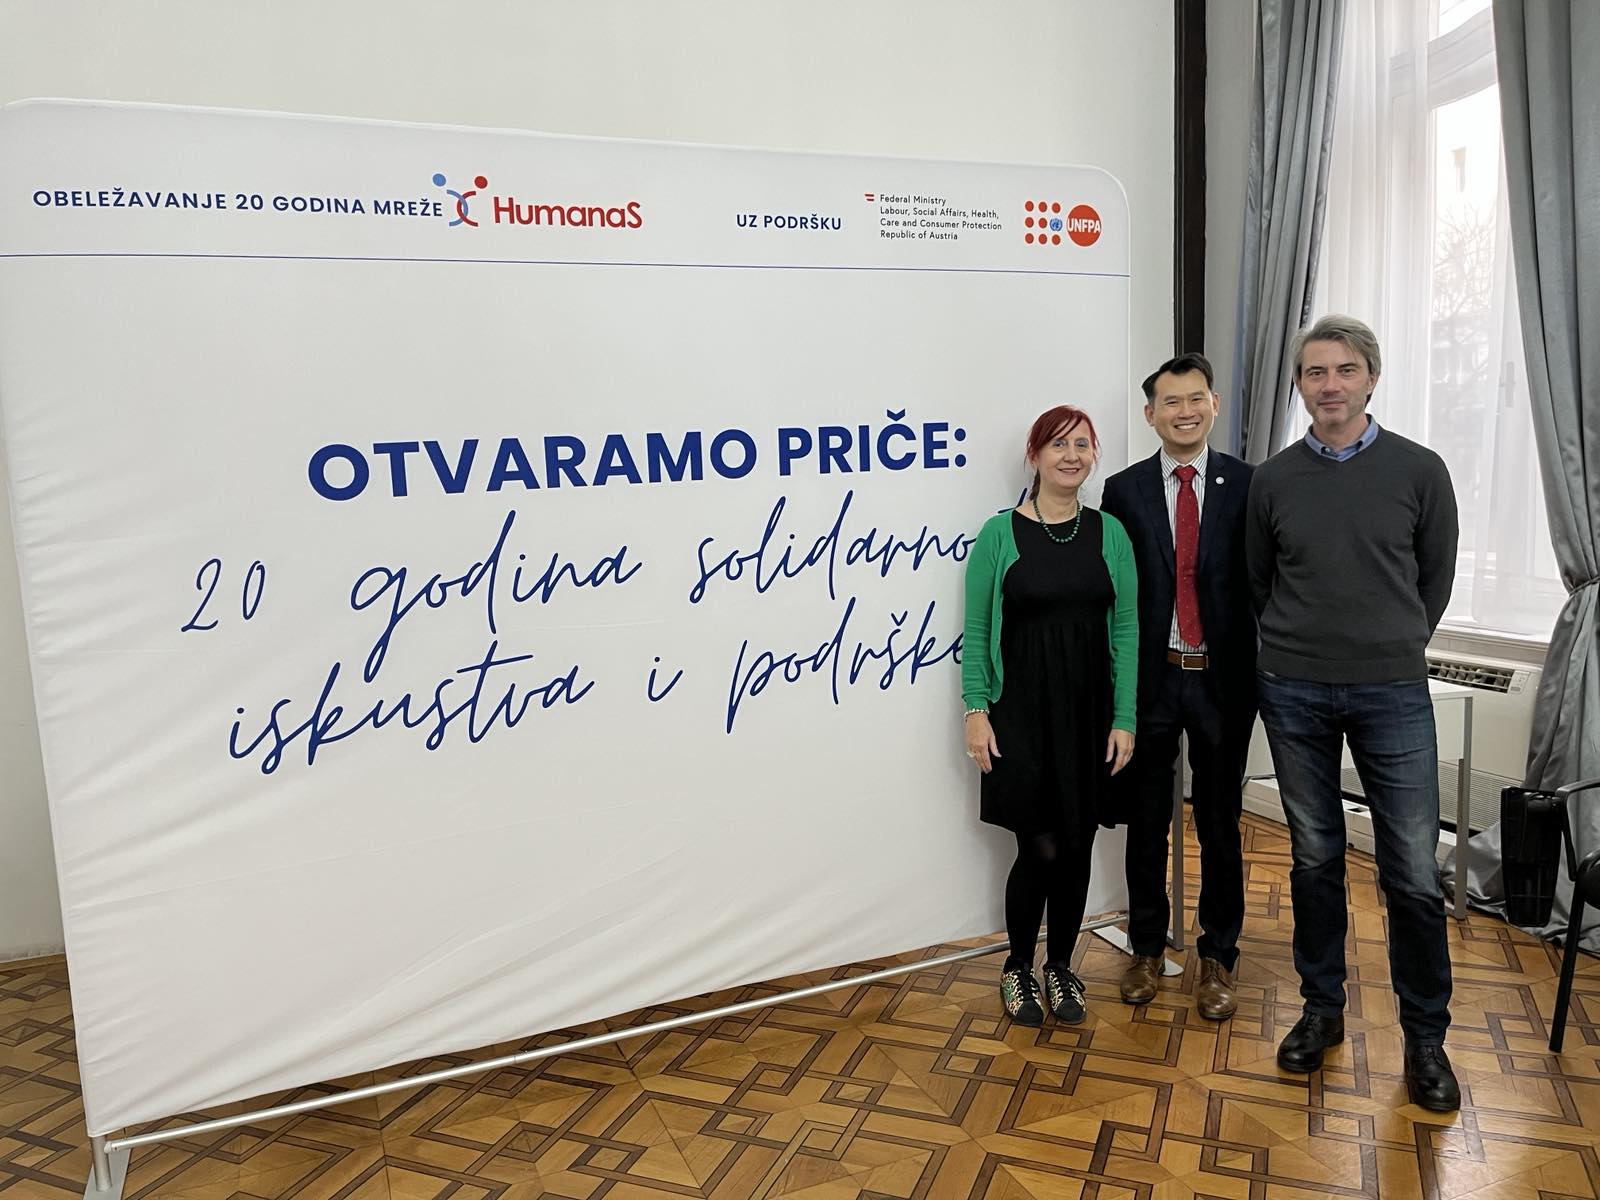 OBELEŽAVANJE 20 GODINA MREŽE HumanaS
UZ PODRŠKU
Federal Ministry
Labour, Social Affairs, Health,
Care and Consumer Protection
Republic of Austria
UNFPA
OTVARAMO PRIČE:
20 godina
iskustva i podrške